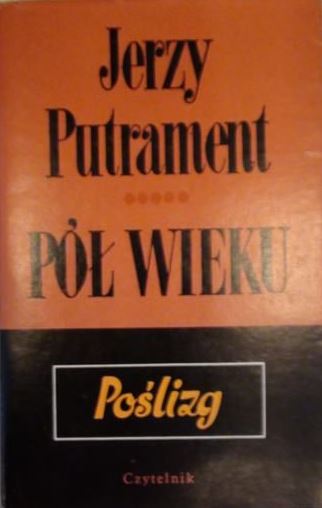 Jerzy
Putrament
PÓŁ WIEKU
Poślizg
Czytelnik